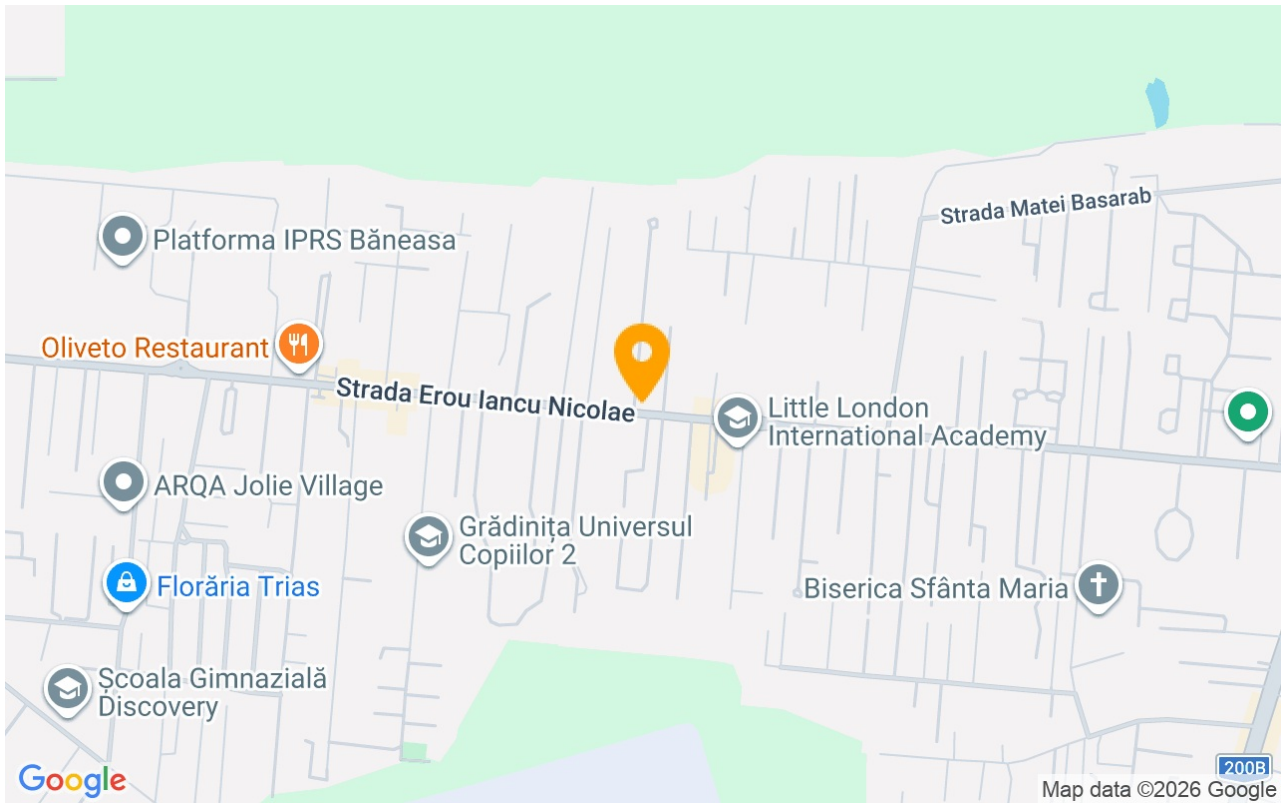 Strada Matei Basarab
Platforma IPRS Băneasa
Oliveto Restaurant
Strada Erou Iancu Nicolae
Little London
International Academy
ARQA Jolie Village
Grădinița Universul
Copiilor 2
Florăria Trias
Biserica Sfânta Maria
Școala Gimnazială
Discovery
200B
Google
Map data ©2026 Google